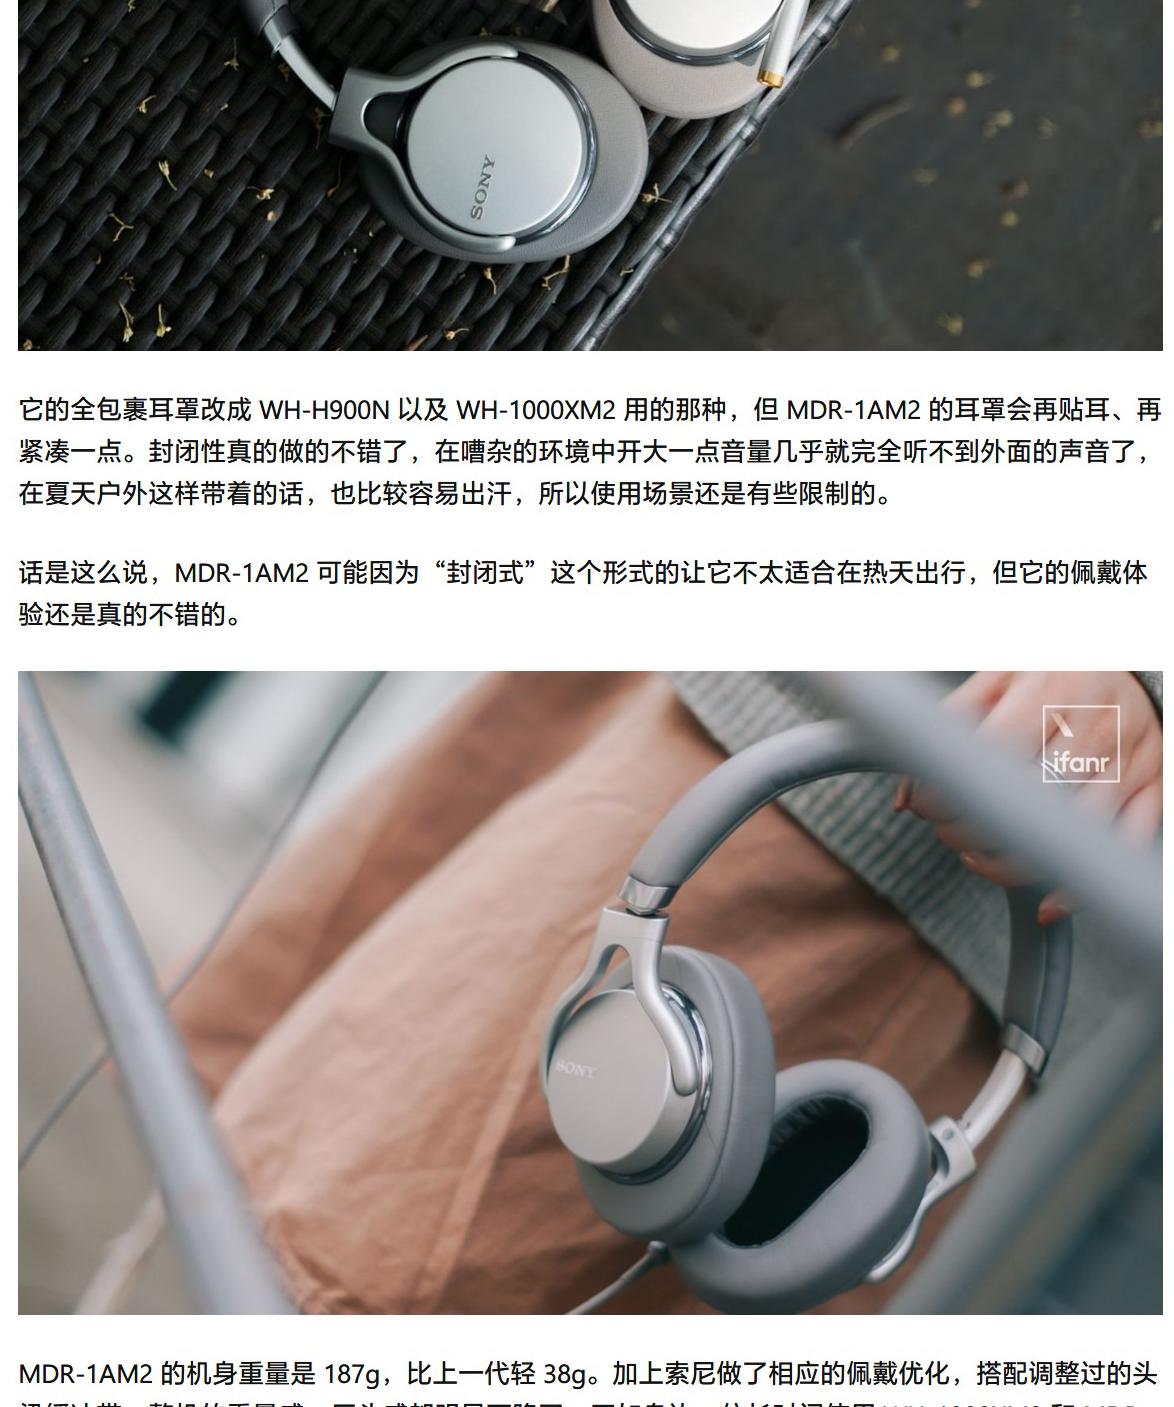 SONY
它的全包裹耳罩改成 WH-H900N 以及 WH-1000XM2 用的那种，但 MDR-1AM2 的耳罩会再贴耳、再
紧凑一点。封闭性真的做的不错了，在嘈杂的环境中开大一点音量几乎就完全听不到外面的声音了，
在夏天户外这样带着的话，也比较容易出汗，所以使用场景还是有些限制的。
话是这么说，MDR-1AM2 可能因为“封闭式”这个形式的让它不太适合在热天出行，但它的佩戴体
验还是真的不错的。
ifanr
SONY
MDR-1AM2 的机身重量是 187g，比上一代轻 38g。加上索尼做了相应的佩戴优化，搭配调整过的头